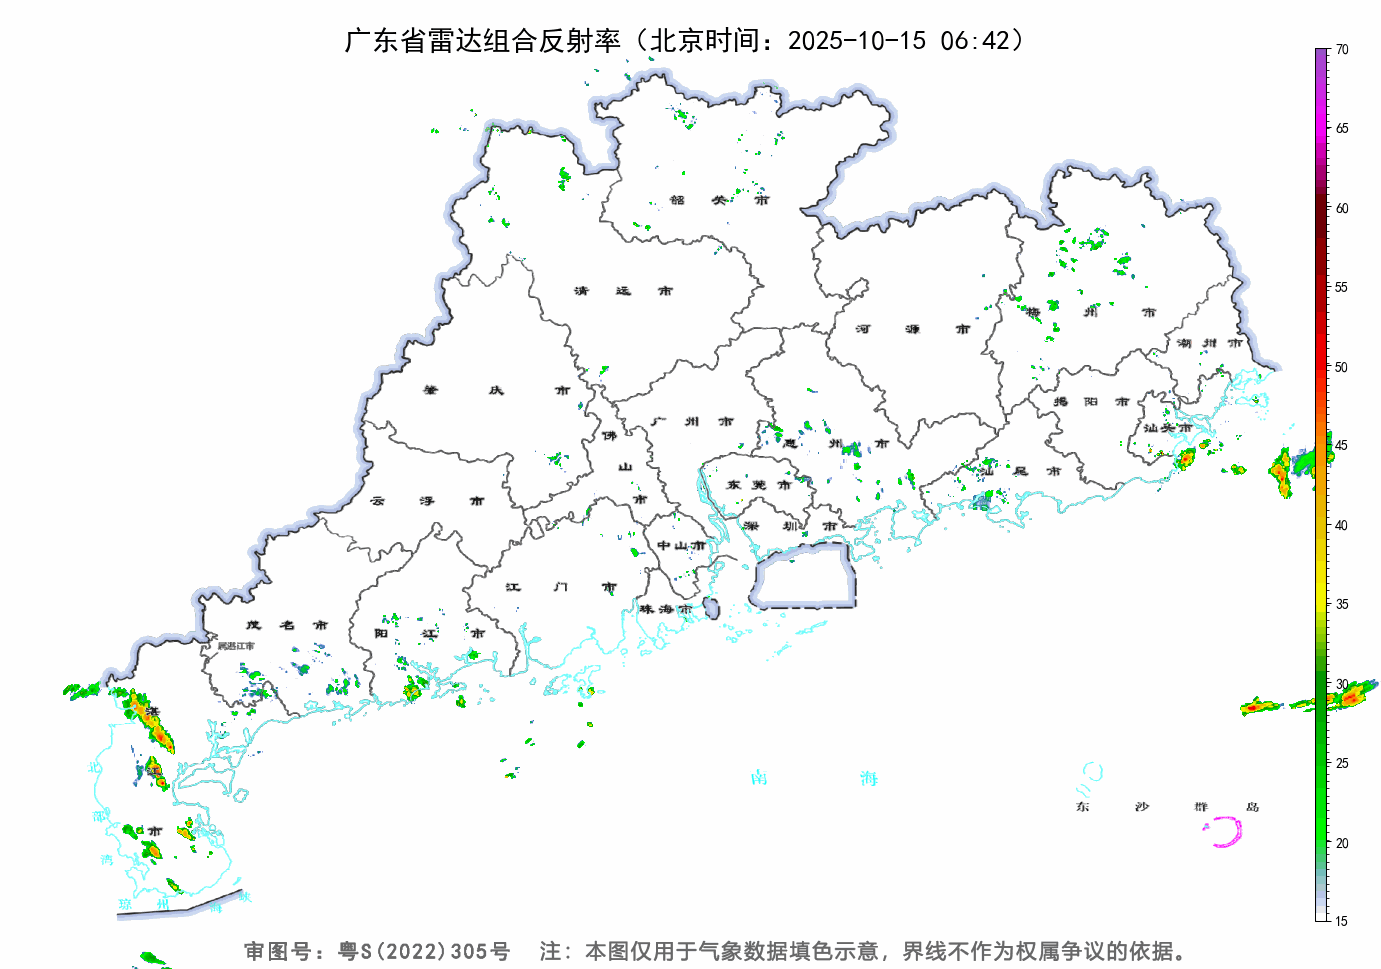 广东省雷达组合反射率（北京时间：2025-10-15 06:42）
70
65
60
55
50
45
40
35
30
25
20
15
韶关市
清远市
河源市
梅州市
潮州市
肇庆市
广州市
佛山市
惠州市
揭阳市
汕头市
云浮市
东莞市
汕尾市
深圳市
中山市
江门市
珠海市
茂名市
属湛江市
阳江市
湛江市
北部湾
南海
东沙群岛
琼州海峡
审图号：粤S(2022)305号 注：本图仅用于气象数据填色示意，界线不作为权属争议的依据。